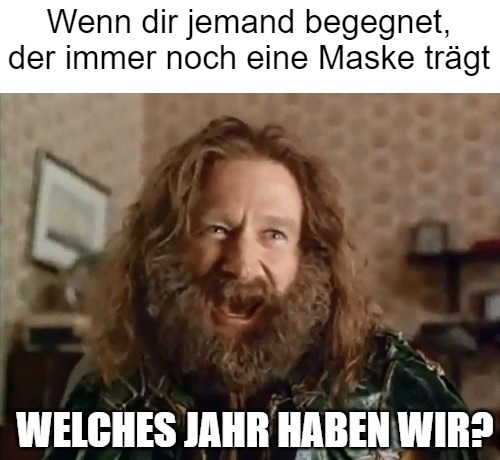 Wenn dir jemand begegnet,
der immer noch eine Maske trägt
WELCHES JAHR HABEN WIR?